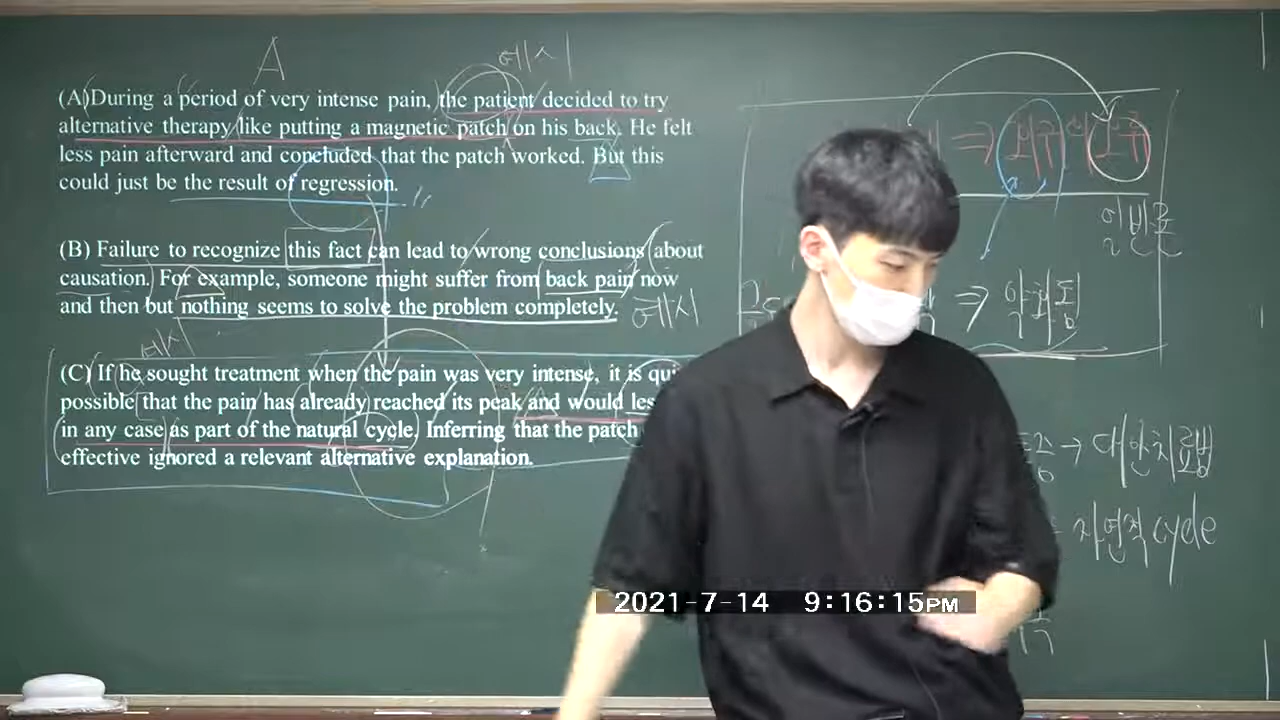 A
예시
(A)During a period of very intense pain, the patient decided to try
alternative therapy like putting a magnetic patch on his back. He felt
less pain afterward and concluded that the patch worked. But this
could just be the result of regression.
(B) Failure to recognize this fact can lead to wrong conclusions about
causation. For example, someone might suffer from back pain now
and then but nothing seems to solve the problem completely.
예시
예시
(C) If he sought treatment when the pain was very intense, it is
possible that the pain has already reached its peak and would
in any case as part of the natural cycle. Inferring that the patch
effective ignored a relevant alternative explanation.
⇒
일반론
⇒
→ 대안치료법
자연적 cycle
2021-7-14 9:16:15PM